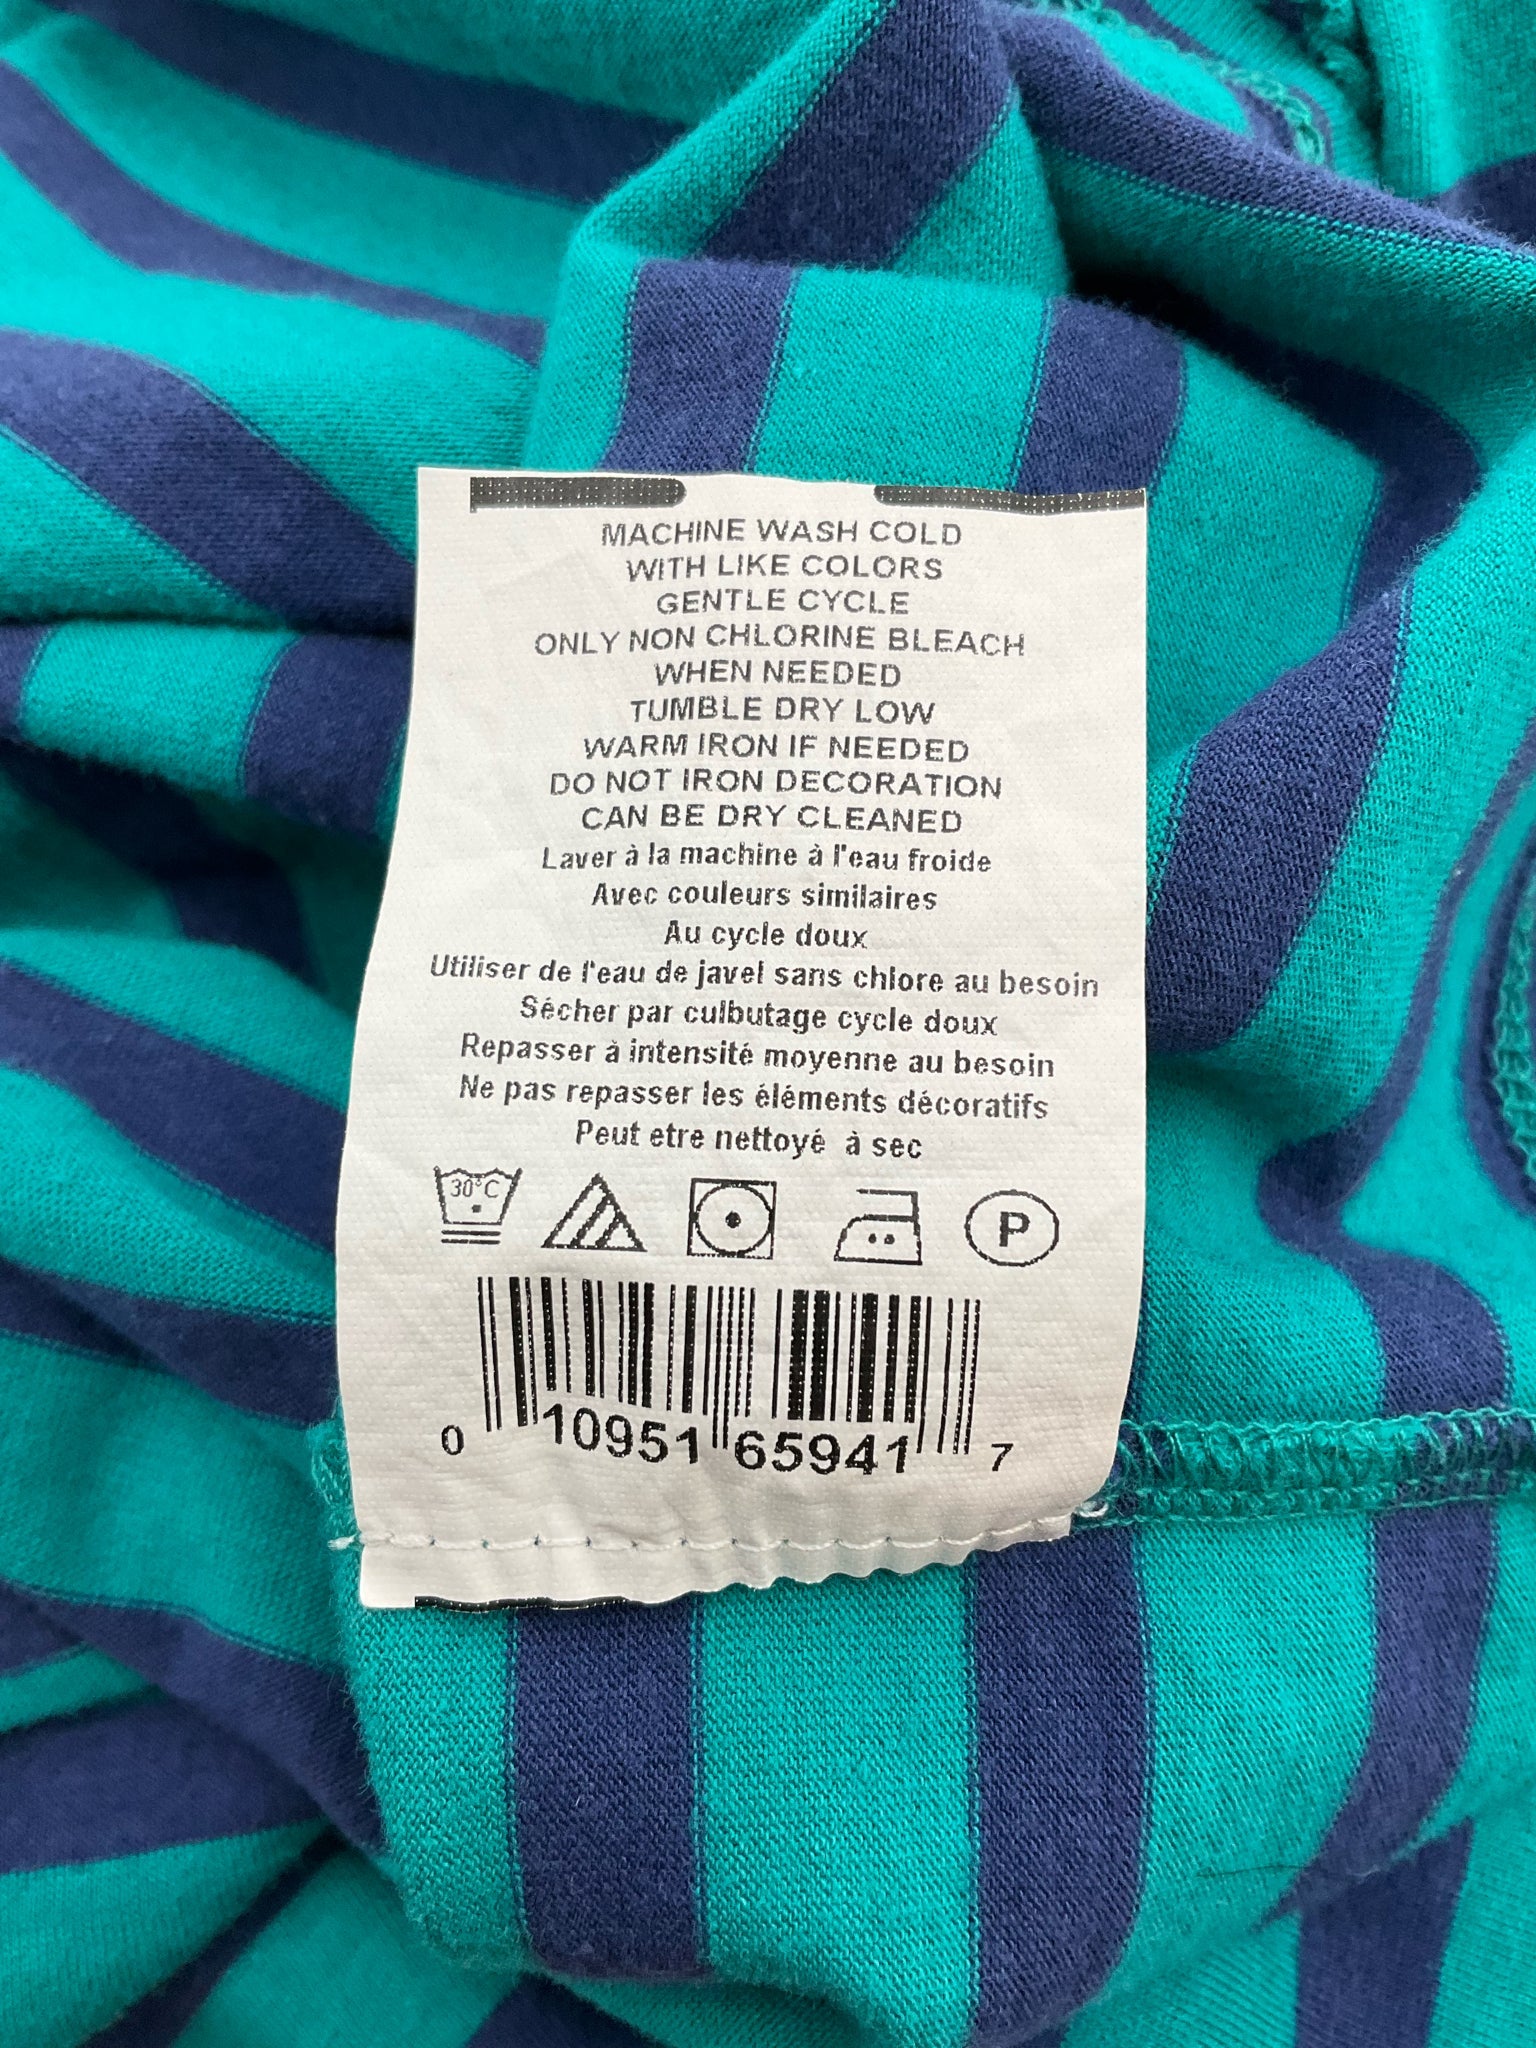 MACHINE WASH COLD
WITH LIKE COLORS
GENTLE CYCLE
ONLY NON CHLORINE BLEACH
WHEN NEEDED
TUMBLE DRY LOW
WARM IRON IF NEEDED
DO NOT IRON DECORATION
CAN BE DRY CLEANED
Laver à la machine à l'eau froide
Avec couleurs similaires
Au cycle doux
Utiliser de l'eau de javel sans chlore au besoin
Sécher par culbutage cycle doux
Repasser à intensité moyenne au besoin
Ne pas repasser les éléments décoratifs
Peut etre nettoyé à sec
30°C P
0 10951 65941 7